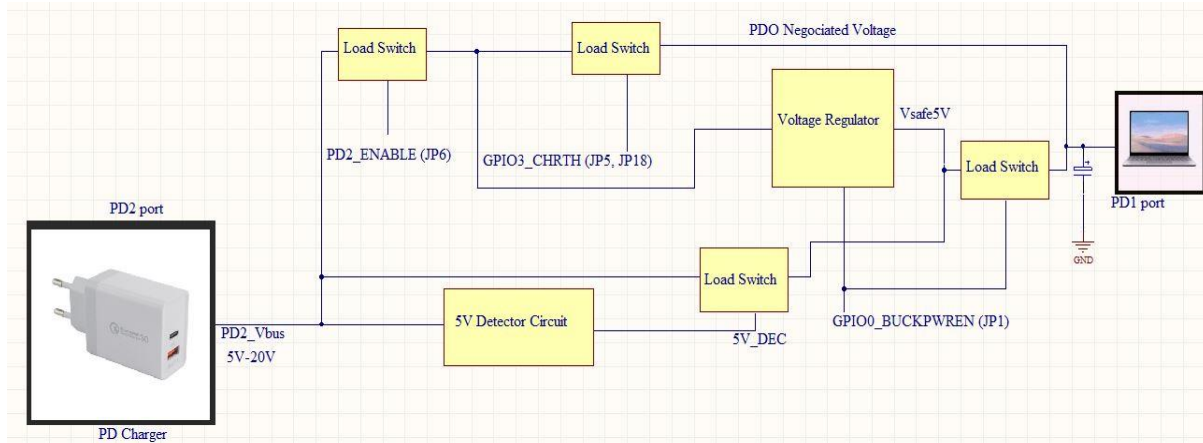 Load Switch
Load Switch
PDO Negociated Voltage
Voltage Regulator
Vsafe5V
PD2_ENABLE (JP6)
GPIO3_CHRTH (JP5, JP18)
Load Switch
PD1 port
PD2 port
GND
Load Switch
PD2_Vbus
5V-20V
5V Detector Circuit
5V_DEC
GPIO0_BUCKPWREN (JP1)
PD Charger